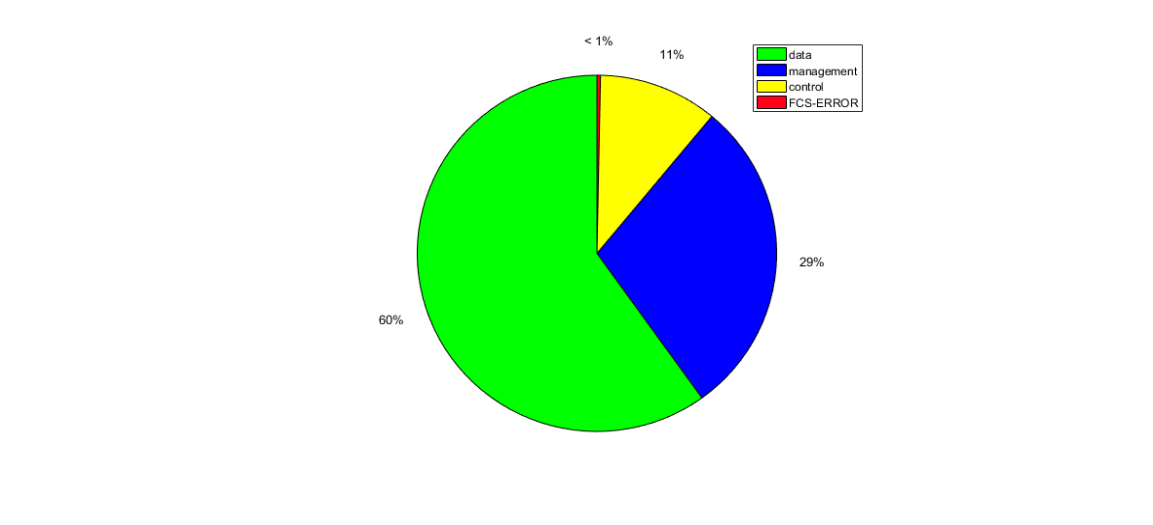 < 1%
11%
data
management
control
FCS-ERROR
29%
60%